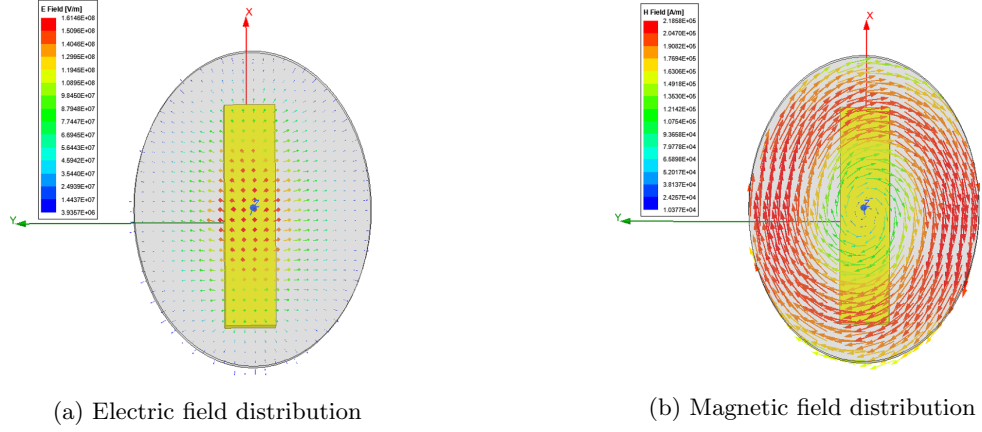 E Field [V/m]
1.6146E+08
1.5096E+08
1.4046E+08
1.2995E+08
1.1945E+08
1.0895E+08
9.8450E+07
8.7948E+07
7.7447E+07
6.6945E+07
5.6443E+07
4.5942E+07
3.5440E+07
2.4939E+07
1.4437E+07
3.9357E+06
X
Y
Z
(a) Electric field distribution
H Field [A/m]
2.1858E+05
2.0470E+05
1.9082E+05
1.7694E+05
1.6306E+05
1.4918E+05
1.3530E+05
1.2142E+05
1.0754E+05
9.3658E+04
7.9778E+04
6.5898E+04
5.2017E+04
3.8137E+04
2.4257E+04
1.0377E+04
X
Y
Z
(b) Magnetic field distribution